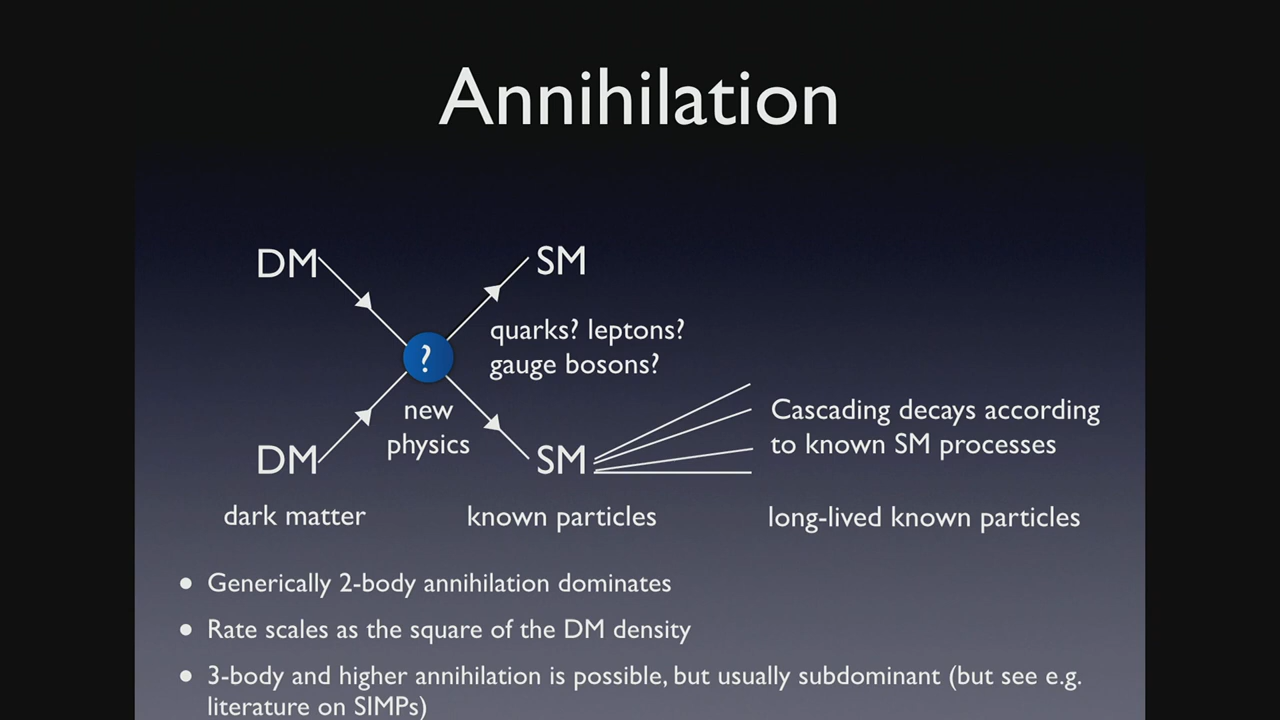 Annihilation
DM
SM
quarks? leptons?
gauge bosons?
?
new
physics
Cascading decays according
to known SM processes
DM
SM
dark matter
known particles
long-lived known particles
● Generically 2-body annihilation dominates
● Rate scales as the square of the DM density
● 3-body and higher annihilation is possible, but usually subdominant (but see e.g.
literature on SIMPs)